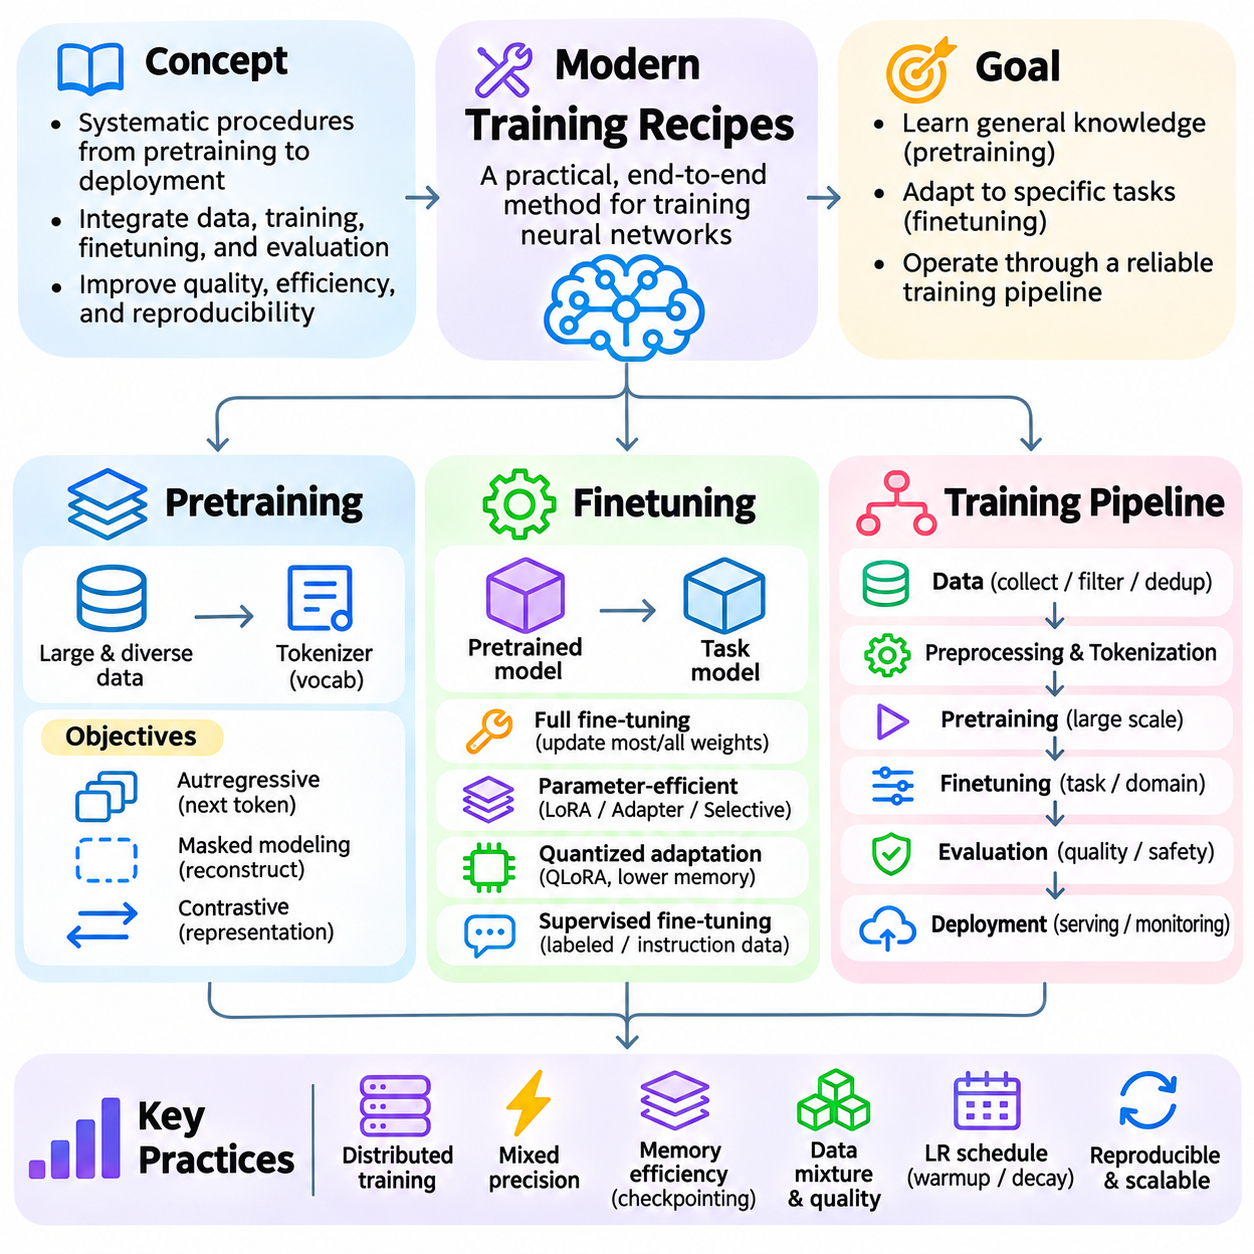 Concept
• Systematic procedures
from pretraining to
deployment
• Integrate data, training,
finetuning, and evaluation
• Improve quality, efficiency,
and reproducibility
Modern
Training Recipes
A practical, end-to-end
method for training
neural networks
Goal
• Learn general knowledge
(pretraining)
• Adapt to specific tasks
(finetuning)
• Operate through a reliable
training pipeline
Pretraining
Large & diverse
data
Tokenizer
(vocab)
Objectives
Autregressive
(next token)
Masked modeling
(reconstruct)
Contrastive
(representation)
Finetuning
Pretrained
model
Task
model
Full fine-tuning
(update most/all weights)
Parameter-efficient
(LoRA / Adapter / Selective)
Quantized adaptation
(QLoRA, lower memory)
Supervised fine-tuning
(labeled / instruction data)
Training Pipeline
Data (collect / filter / dedup)
Preprocessing & Tokenization
Pretraining (large scale)
Finetuning (task / domain)
Evaluation (quality / safety)
Deployment (serving / monitoring)
Key
Practices
Distributed
training
Mixed
precision
Memory
efficiency
(checkpointing)
Data
mixture
& quality
LR schedule
(warmup / decay)
Reproducible
& scalable